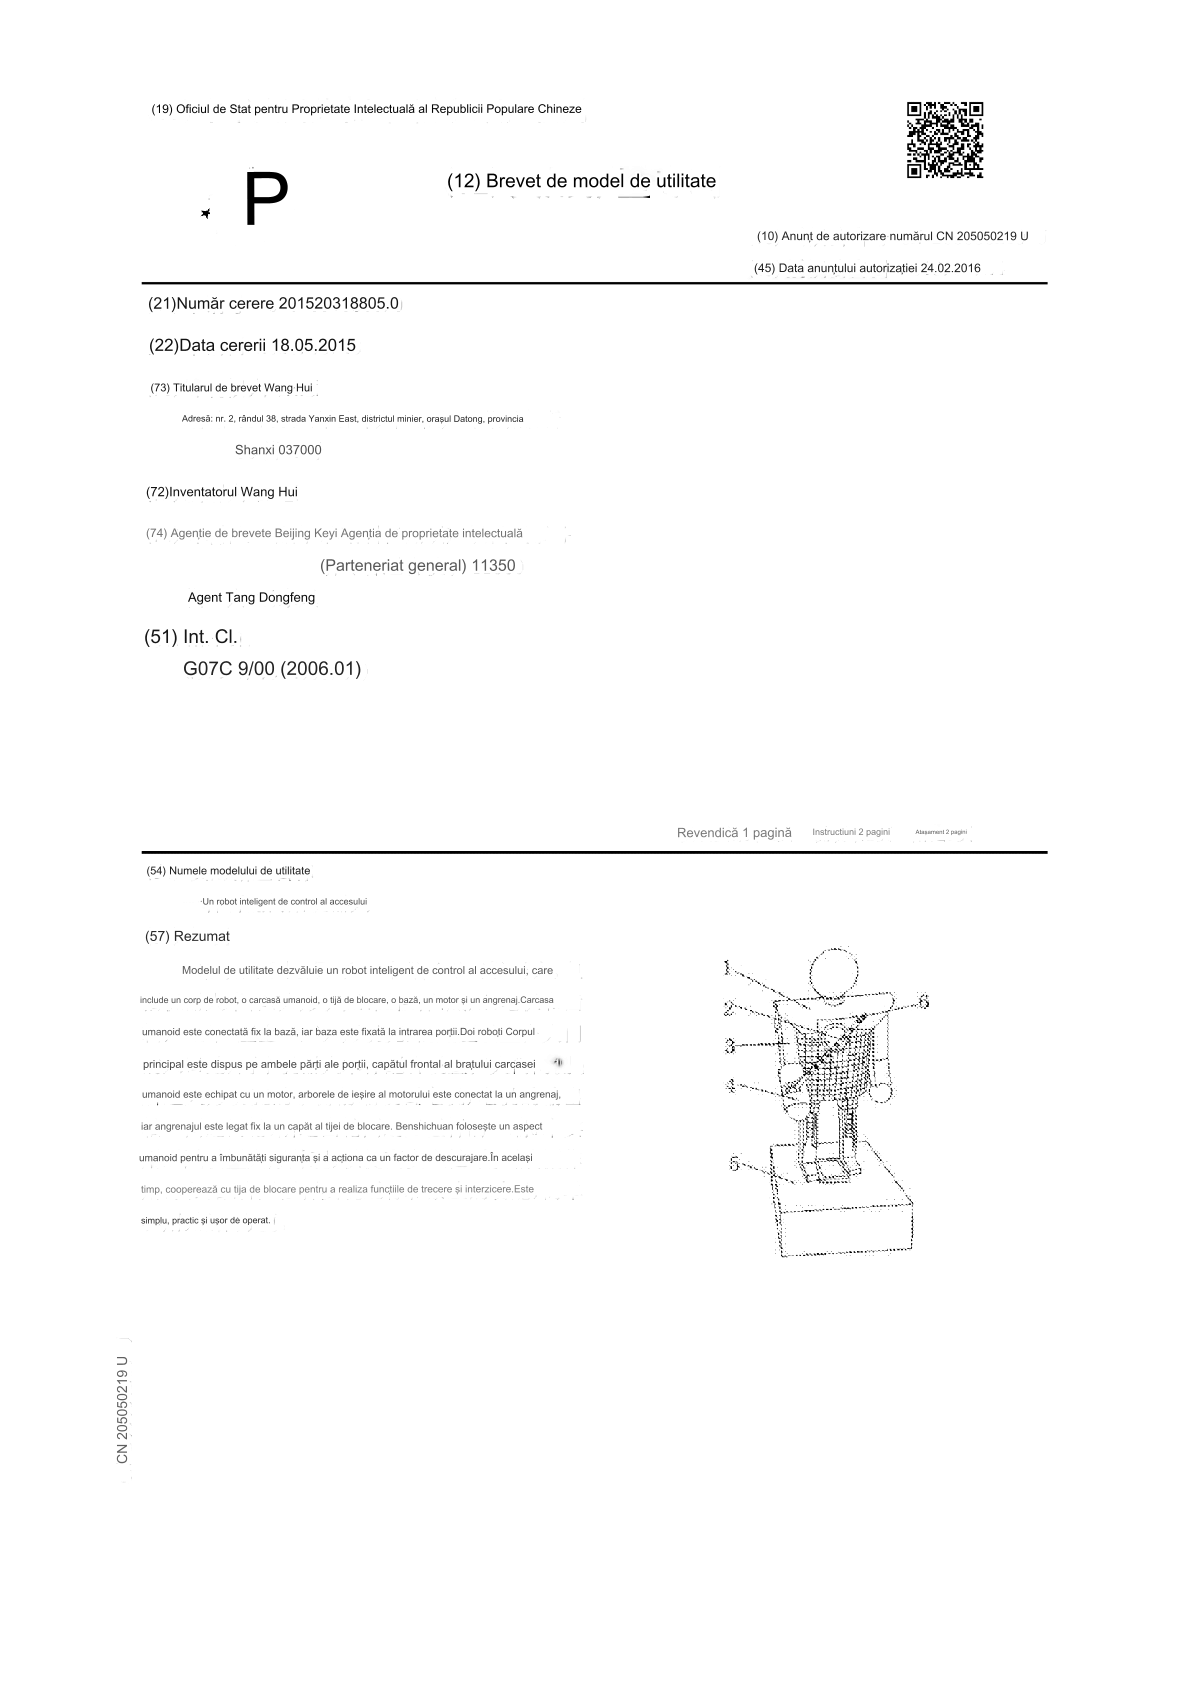 (19) Oficiul de Stat pentru Proprietate Intelectuală al Republicii Populare Chineze
P
(12) Brevet de model de utilitate
(10) Anunț de autorizare numărul CN 205050219 U
(45) Data anunțului autorizației 24.02.2016
(21)Număr cerere 201520318805.0
(22)Data cererii 18.05.2015
(73) Titularul de brevet Wang Hui
Adresă: nr. 2, rândul 38, strada Yanxin East, districtul minier, orașul Datong, provincia
Shanxi 037000
(72)Inventatorul Wang Hui
(74) Agenție de brevete Beijing Keyi Agenția de proprietate intelectuală
(Parteneriat general) 11350
Agent Tang Dongfeng
(51) Int. Cl.
G07C 9/00 (2006.01)
Revendică 1 pagină Instructiuni 2 pagini Atașament 2 pagini
(54) Numele modelului de utilitate
Un robot inteligent de control al accesului
(57) Rezumat
Modelul de utilitate dezvăluie un robot inteligent de control al accesului, care
include un corp de robot, o carcasă umanoid, o tijă de blocare, o bază, un motor și un angrenaj.Carcasa
umanoid este conectată fix la bază, iar baza este fixată la intrarea porții.Doi roboți Corpul
principal este dispus pe ambele părți ale porții, capătul frontal al brațului carcasei
umanoid este echipat cu un motor, arborele de ieșire al motorului este conectat la un angrenaj,
iar angrenajul este legat fix la un capăt al tijei de blocare. Benshichuan folosește un aspect
umanoid pentru a îmbunătăți siguranța și a acționa ca un factor de descurajare.În același
timp, cooperează cu tija de blocare pentru a realiza funcțiile de trecere și interzicere.Este
simplu, practic și ușor de operat.
1
2
3
4
5
6
CN 205050219 U